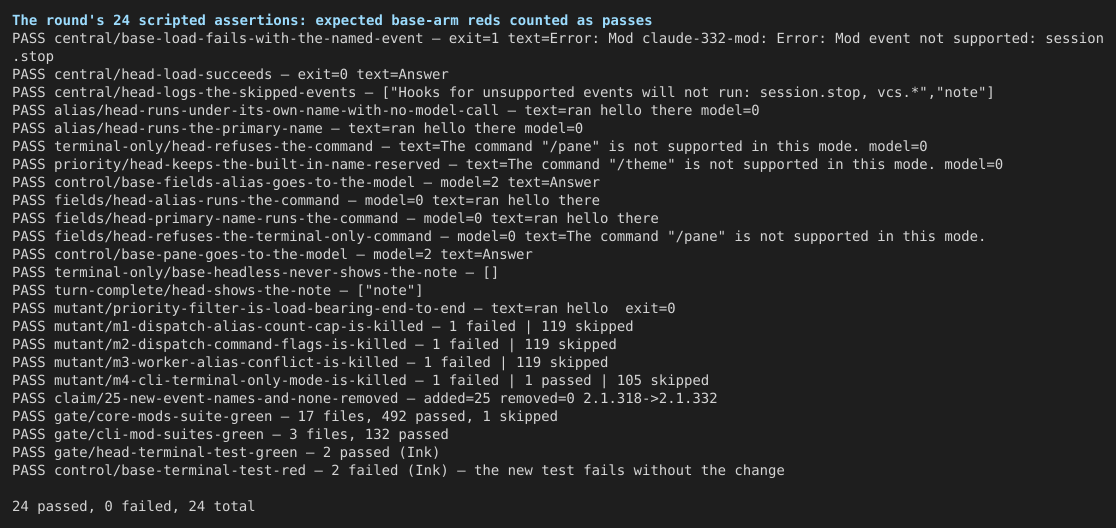 The round's 24 scripted assertions: expected base-arm reds counted as passes
PASS central/base-load-fails-with-the-named-event — exit=1 text=Error: Mod claude-332-mod: Error: Mod event not supported: session
.stop
PASS central/head-load-succeeds — exit=0 text=Answer
PASS central/head-logs-the-skipped-events — ["Hooks for unsupported events will not run: session.stop, vcs.*","note"]
PASS alias/head-runs-under-its-own-name-with-no-model-call — text=ran hello there model=0
PASS alias/head-runs-the-primary-name — text=ran hello there model=0
PASS terminal-only/head-refuses-the-command — text=The command "/pane" is not supported in this mode. model=0
PASS priority/head-keeps-the-built-in-name-reserved — text=The command "/theme" is not supported in this mode. model=0
PASS control/base-fields-alias-goes-to-the-model — model=2 text=Answer
PASS fields/head-alias-runs-the-command — model=0 text=ran hello there
PASS fields/head-primary-name-runs-the-command — model=0 text=ran hello there
PASS fields/head-refuses-the-terminal-only-command — model=0 text=The command "/pane" is not supported in this mode.
PASS control/base-pane-goes-to-the-model — model=2 text=Answer
PASS terminal-only/base-headless-never-shows-the-note — []
PASS turn-complete/head-shows-the-note — ["note"]
PASS mutant/priority-filter-is-load-bearing-end-to-end — text=ran hello  exit=0
PASS mutant/m1-dispatch-alias-count-cap-is-killed — 1 failed | 119 skipped
PASS mutant/m2-dispatch-command-flags-is-killed — 1 failed | 119 skipped
PASS mutant/m3-worker-alias-conflict-is-killed — 1 failed | 119 skipped
PASS mutant/m4-cli-terminal-only-mode-is-killed — 1 failed | 1 passed | 105 skipped
PASS claim/25-new-event-names-and-none-removed — added=25 removed=0 2.1.318->2.1.332
PASS gate/core-mods-suite-green — 17 files, 492 passed, 1 skipped
PASS gate/cli-mod-suites-green — 3 files, 132 passed
PASS gate/head-terminal-test-green — 2 passed (Ink)
PASS control/base-terminal-test-red — 2 failed (Ink) — the new test fails without the change
24 passed, 0 failed, 24 total